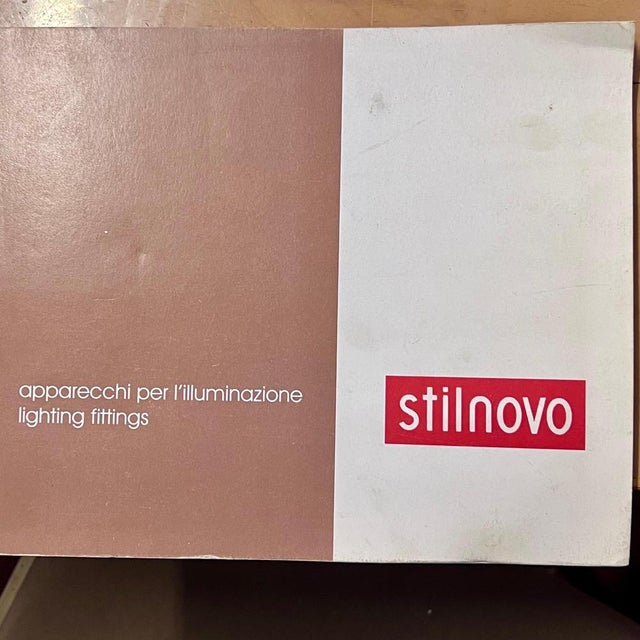 apparecchi per l'illuminazione
lighting fittings
stilnovo